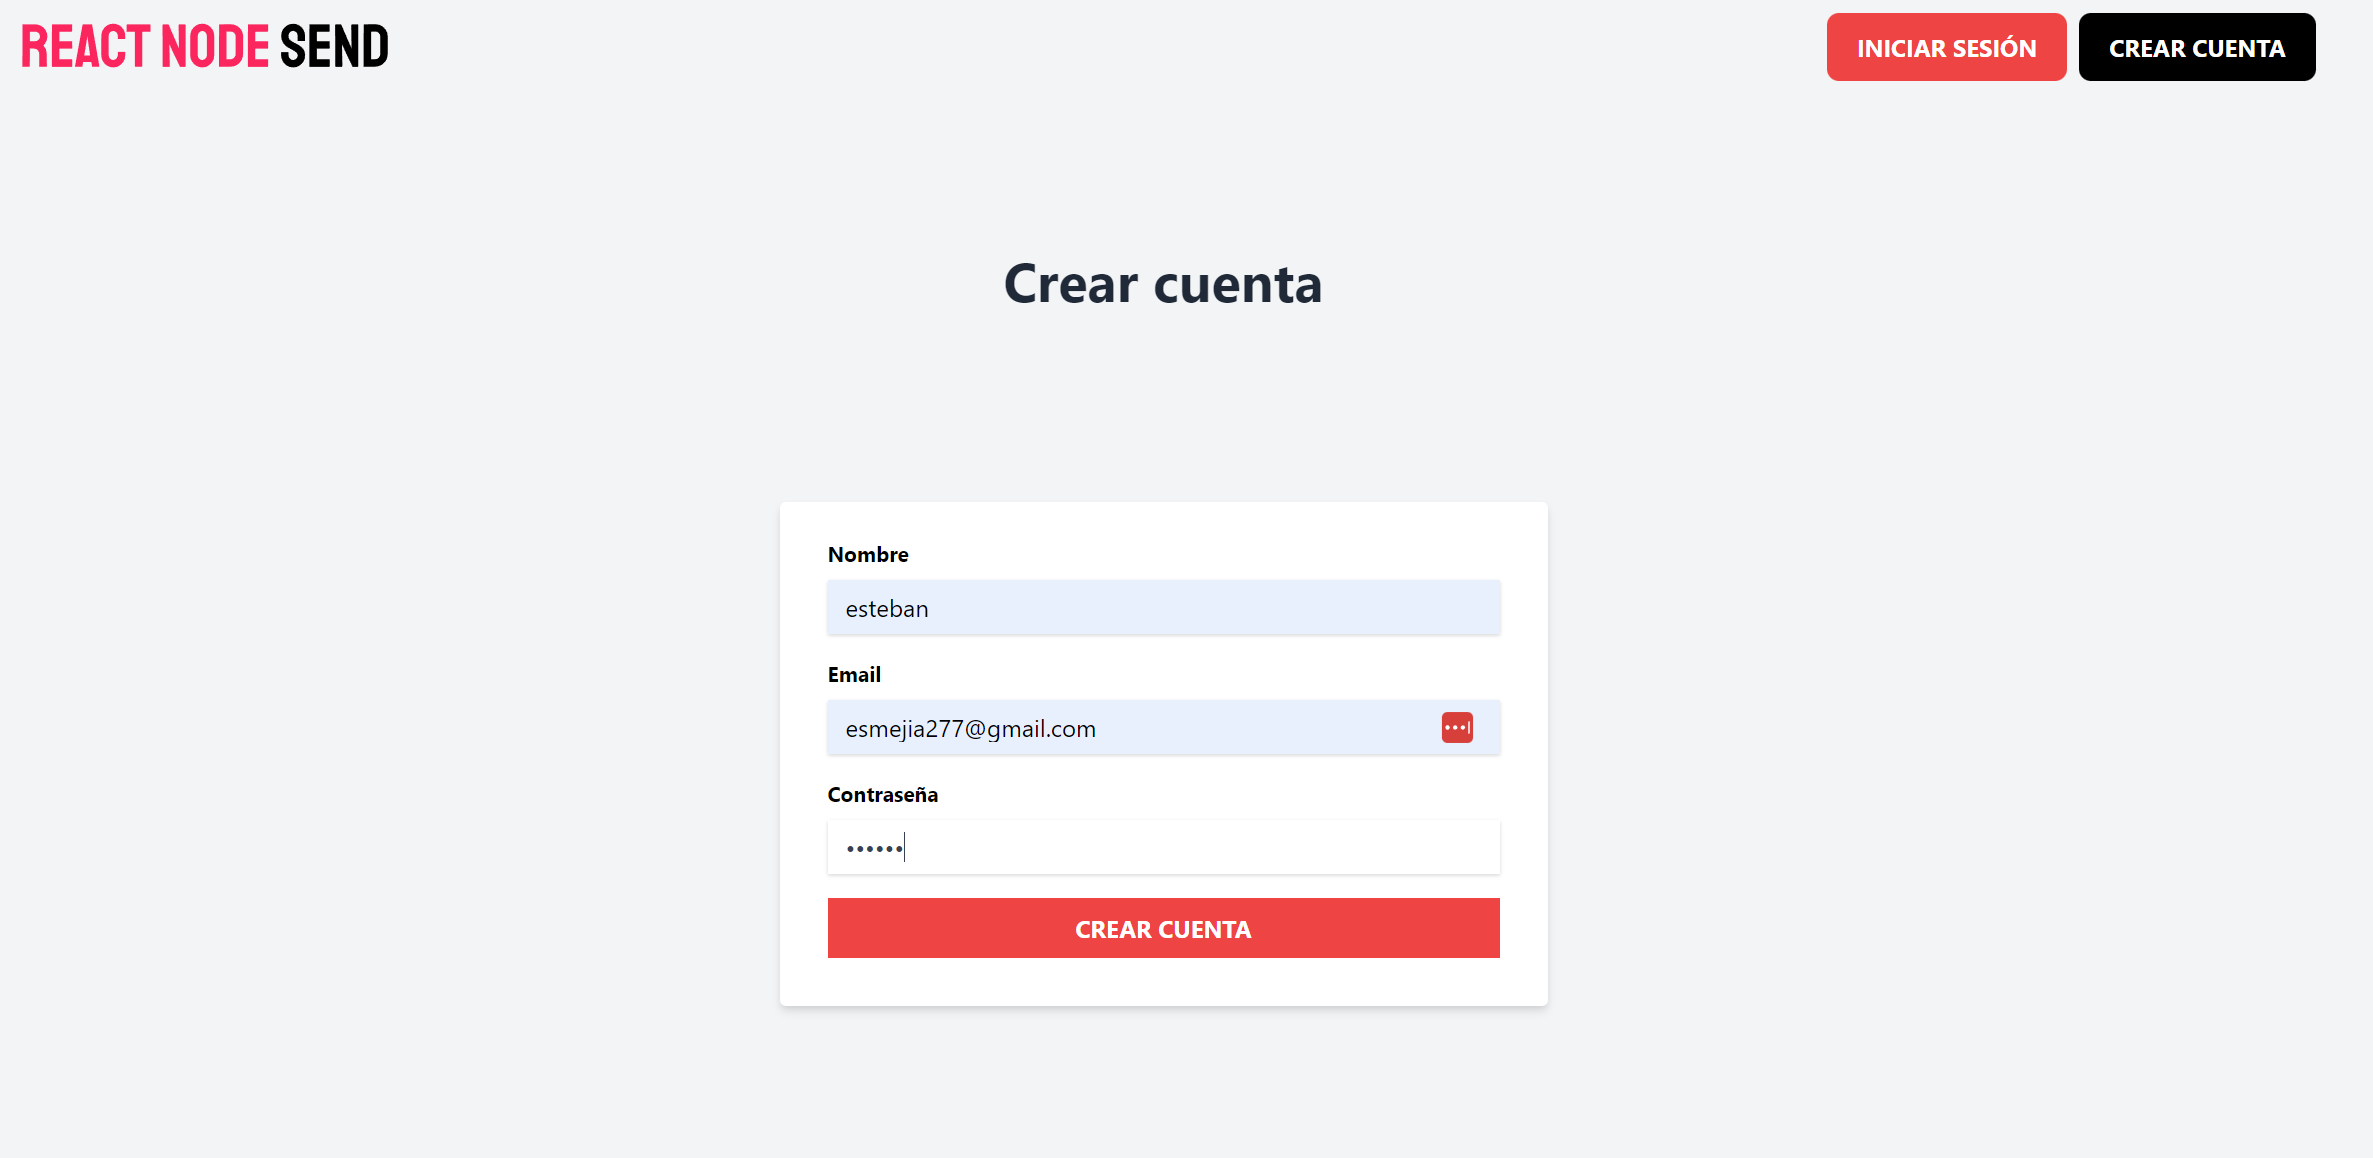 REACT NODE SEND
INICIAR SESIÓN
CREAR CUENTA
Crear cuenta
Nombre
esteban
Email
esmejia277@gmail.com
Contraseña
••••••
CREAR CUENTA